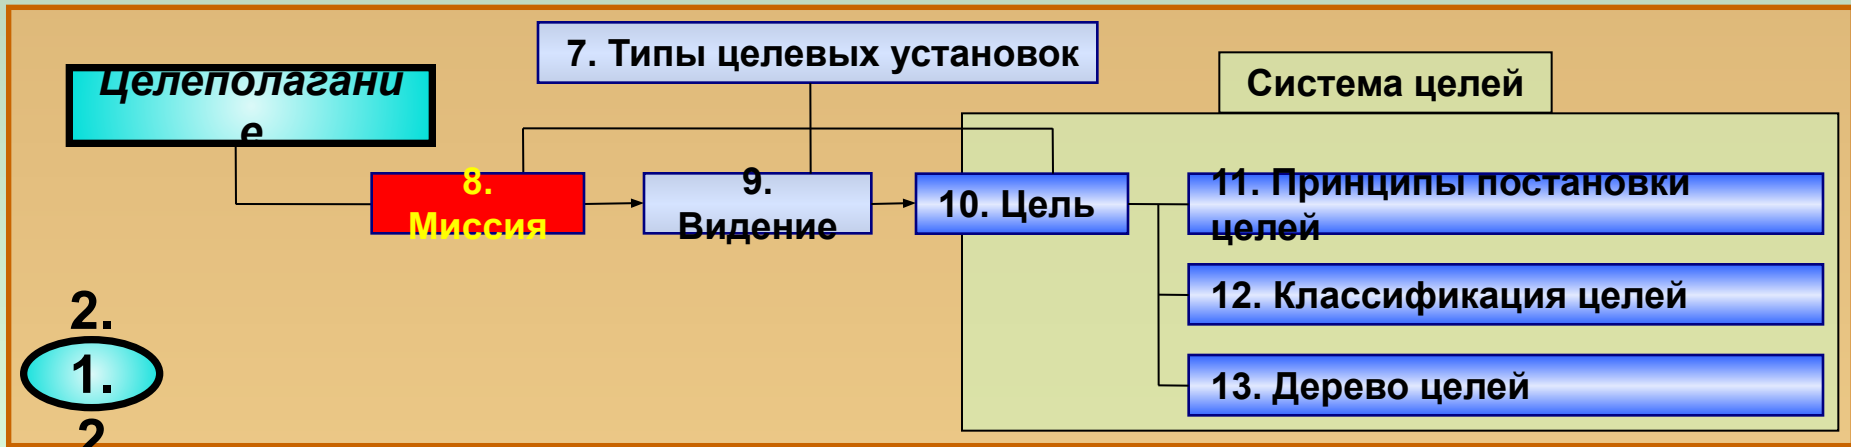 7. Типы целевых установок
Целеполагани
е
Система целей
8.
Миссия
9.
Видение
10. Цель
11. Принципы постановки
целей
12. Классификация целей
13. Дерево целей
2.
1.
2